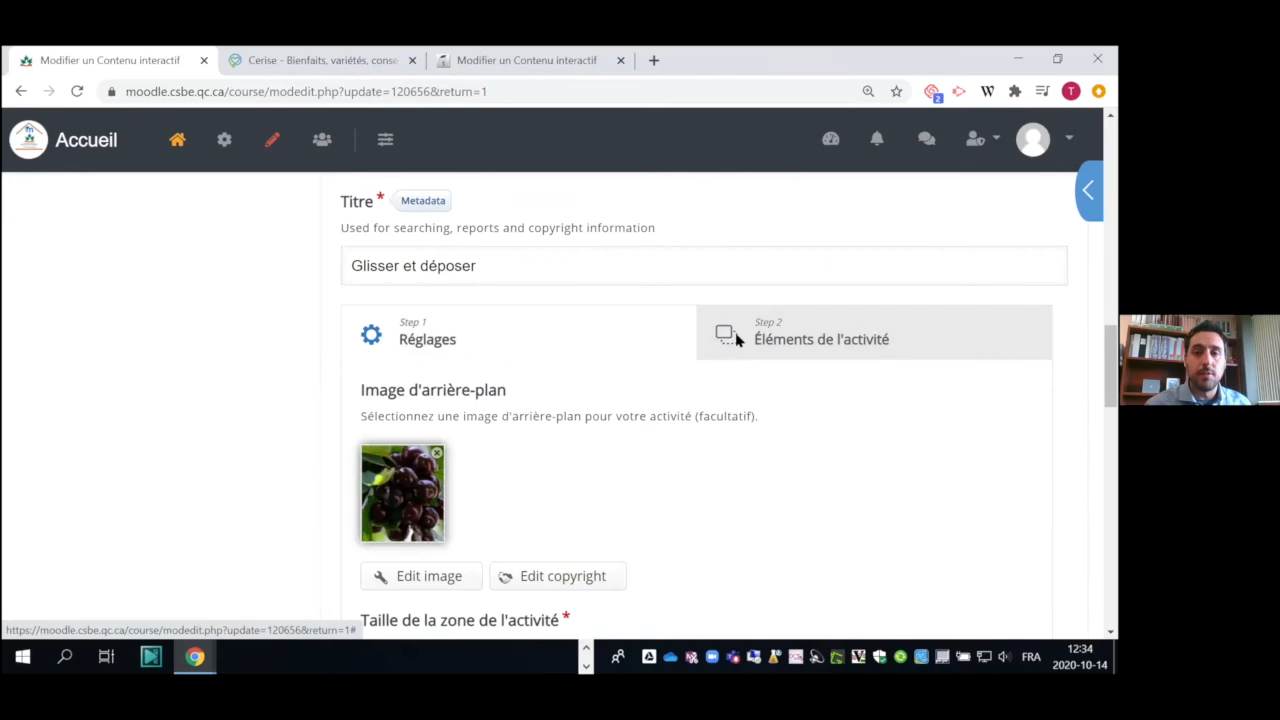 Modifier un Contenu interactif
Cerise - Bienfaits, variétés, conse
Modifier un Contenu interactif
moodle.csbe.qc.ca/course/modedit.php?update=120656&return=1
2
W
T
Accueil
Titre *
Metadata
Used for searching, reports and copyright information
Glisser et déposer
Step 1
Réglages
Step 2
Éléments de l'activité
Image d'arrière-plan
Sélectionnez une image d'arrière-plan pour votre activité (facultatif).
Edit image
Edit copyright
Taille de la zone de l'activité *
https://moodle.csbe.qc.ca/course/modedit.php?update=120656&return=1#
FRA
12:34
2020-10-14